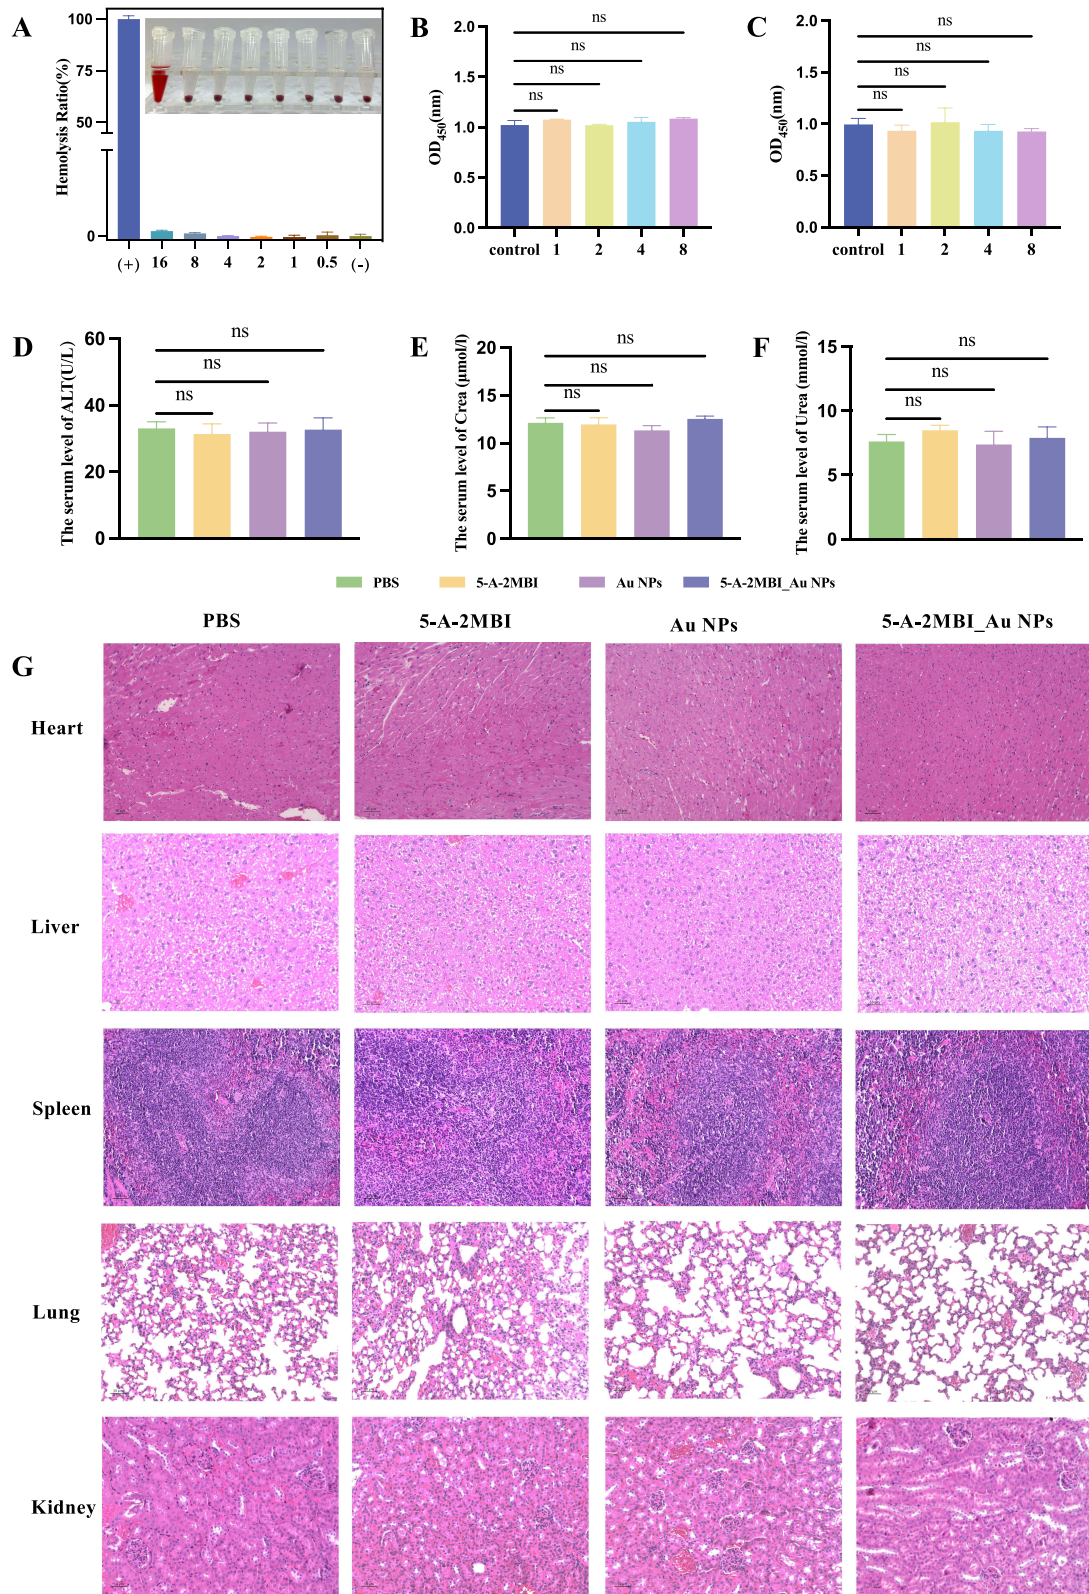 A
Hemolysis Ratio(%)
100
75
50
0
(+) 16 8 4 2 1 0.5 (-)
B
OD450(nm)
2.0
1.5
1.0
0.5
0.0
ns
ns
ns
ns
control 1 2 4 8
C
OD450(nm)
2.0
1.5
1.0
0.5
0.0
ns
ns
ns
ns
control 1 2 4 8
D
The serum level of ALT(U/L)
60
40
20
0
ns
ns
ns
E
The serum level of Crea (μmol/l)
20
15
10
5
0
ns
ns
ns
F
The serum level of Urea (mmol/l)
15
10
5
0
ns
ns
ns
PBS 5-A-2MBI Au NPs 5-A-2MBI_Au NPs
PBS 5-A-2MBI Au NPs 5-A-2MBI_Au NPs
G
Heart
Liver
Spleen
Lung
Kidney